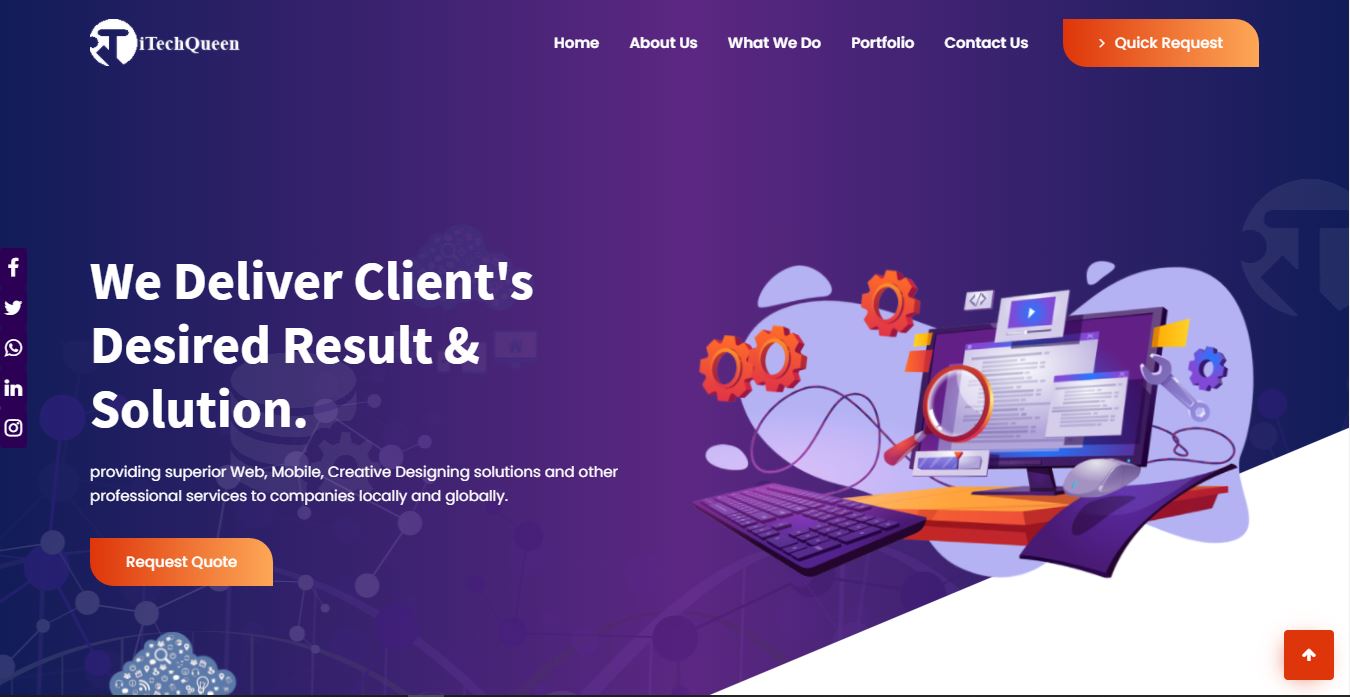 iTechQueen
Home About Us What We Do Portfolio Contact Us Quick Request
We Deliver Client's
Desired Result &
Solution.
providing superior Web, Mobile, Creative Designing solutions and other
professional services to companies locally and globally.
Request Quote